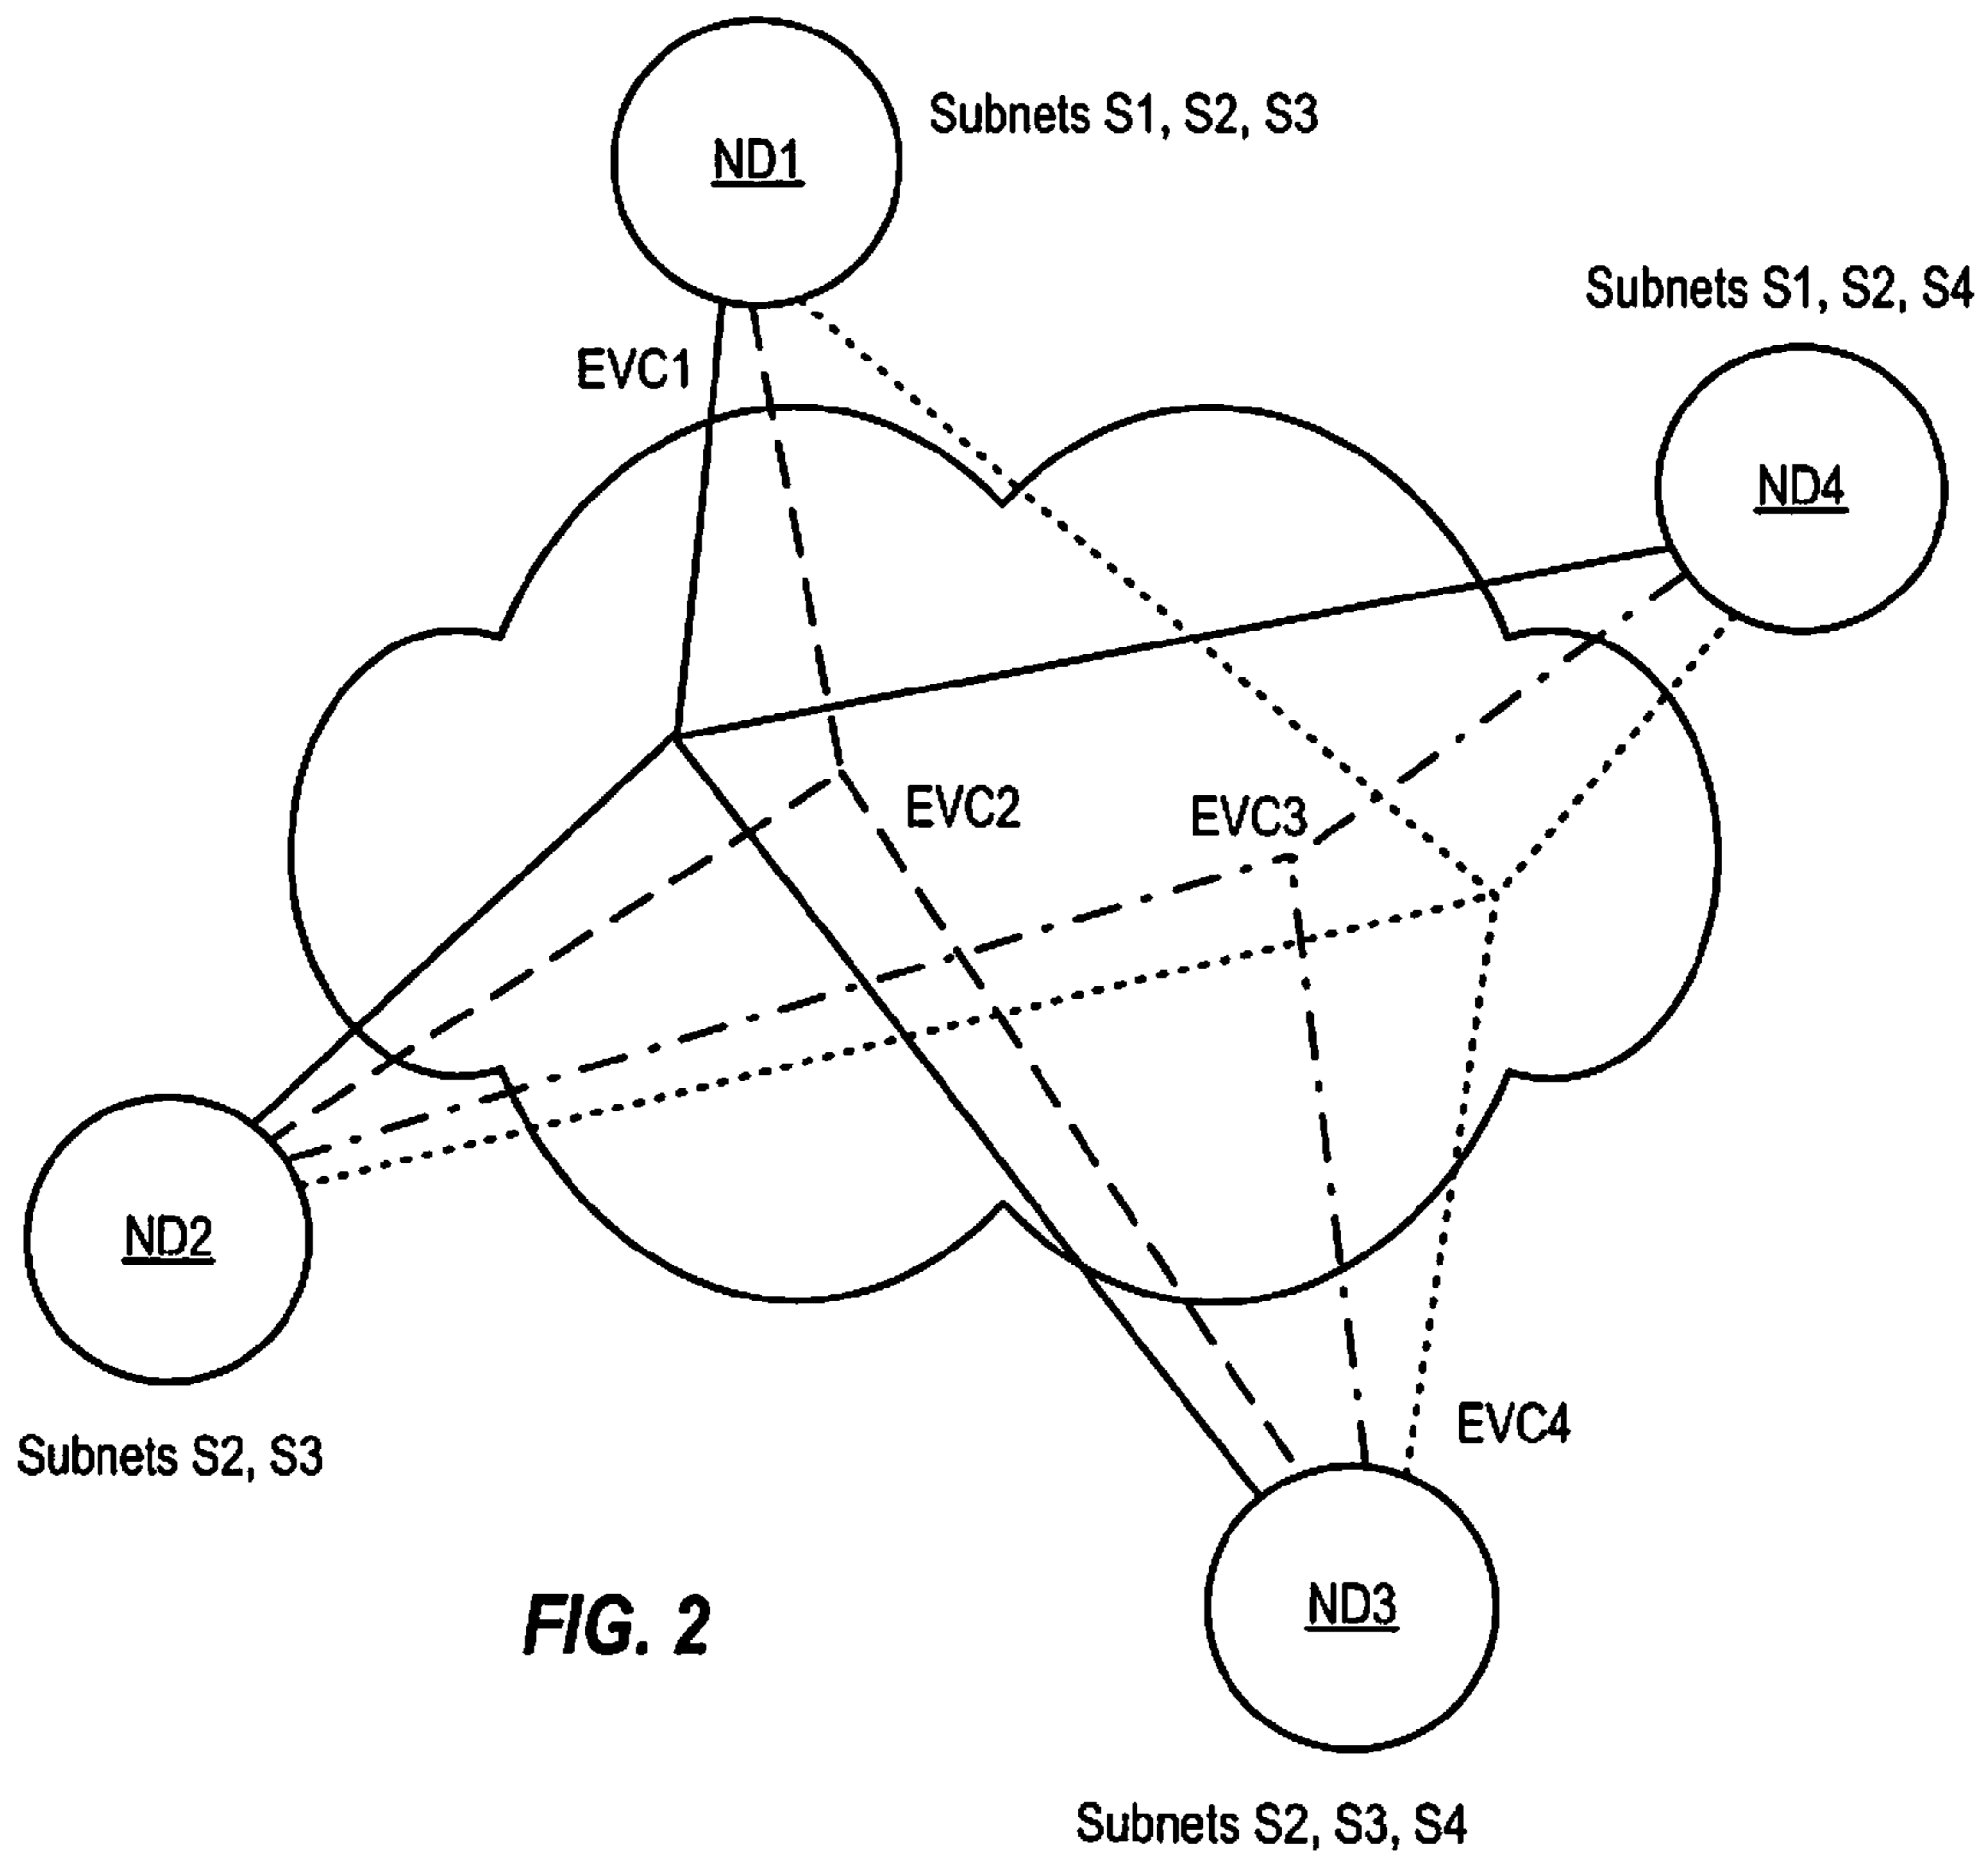 ND1
Subnets S1, S2, S3
Subnets S1, S2, S4
EVC1
ND4
EVC2
EVC3
ND2
EVC4
Subnets S2, S3
ND3
FIG. 2
Subnets S2, S3, S4